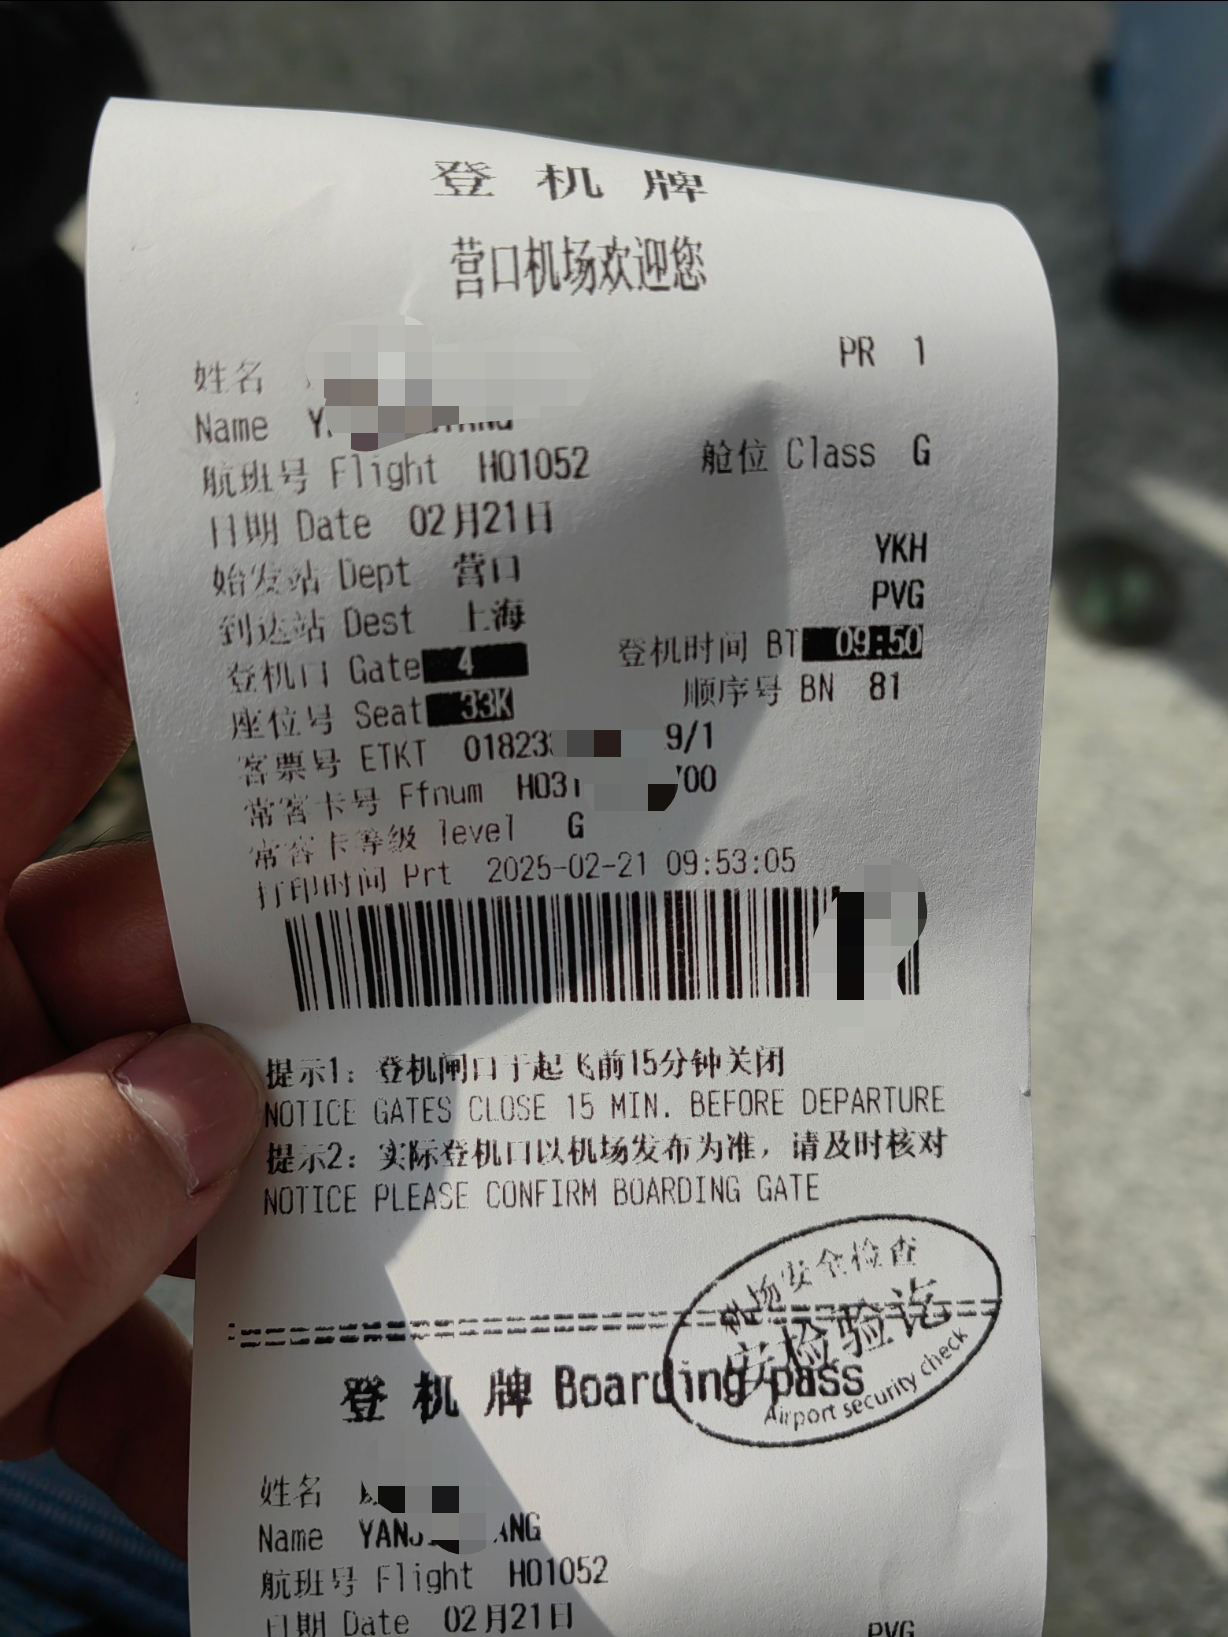 登机牌
营口机场欢迎您
PR 1
姓名
Name
航班号 Flight HO1052 舱位 Class G
日期 Date 02月21日
始发站 Dept 营口 YKH
到达站 Dest 上海 PVG
登机口 Gate 4 登机时间 BT 09:50
座位号 Seat 33K 顺序号 BN 81
客票号 ETKT 01823 9/1
常客卡号 Ffnum HO31 700
常客卡等级 level G
打印时间 Prt 2025-02-21 09:53:05
提示1: 登机闸口于起飞前15分钟关闭
NOTICE GATES CLOSE 15 MIN. BEFORE DEPARTURE
提示2: 实际登机口以机场发布为准，请及时核对
NOTICE PLEASE CONFIRM BOARDING GATE
机场安全检查
安检验讫
Airport security check
登机牌 Boarding pass
姓名
Name YANJ ANG
航班号 Flight HO1052
日期 Date 02月21日
PVG